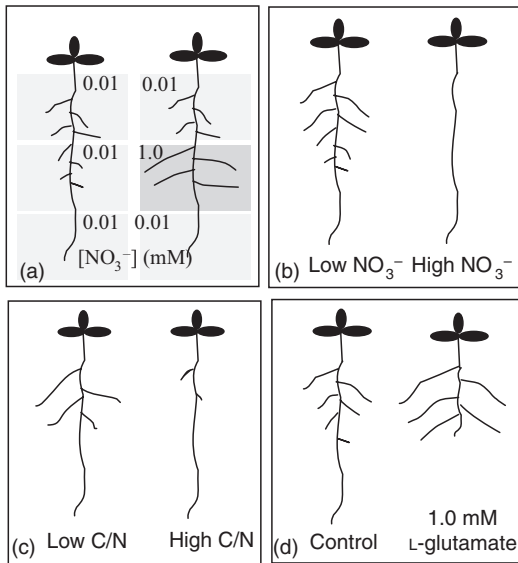 0.01 0.01
0.01 1.0
0.01 0.01
[NO₃⁻] (mM)
(a)
Low NO₃⁻ High NO₃⁻
(b)
Low C/N High C/N
(c)
Control 1.0 mM
L-glutamate
(d)